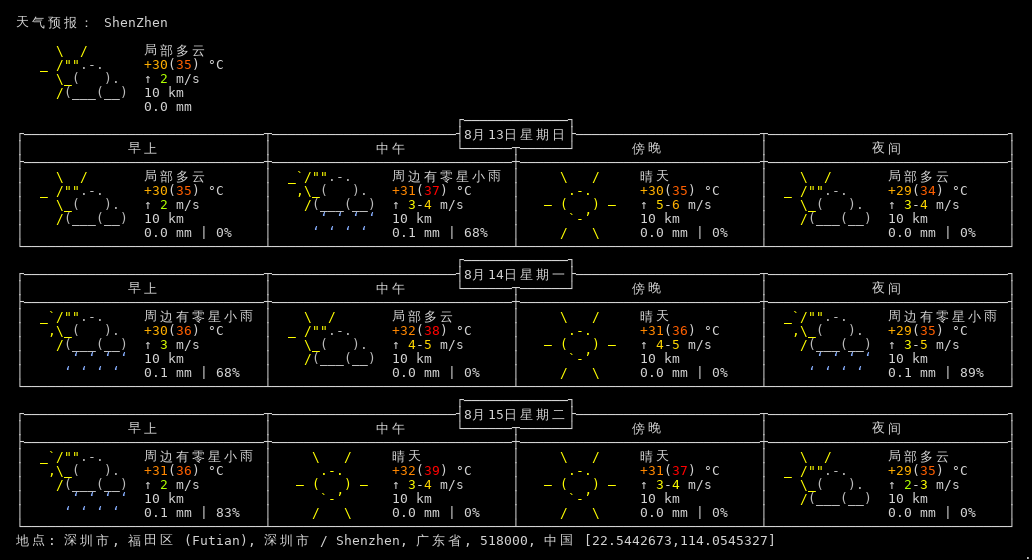 天气预报： ShenZhen
局部多云
+30(35) °C
↑ 2 m/s
10 km
0.0 mm
8月13日星期日
早上 中午 傍晚 夜间
局部多云 周边有零星小雨 晴天 局部多云
+30(35) °C +31(37) °C +30(35) °C +29(34) °C
↑ 2 m/s ↑ 3-4 m/s ↑ 5-6 m/s ↑ 3-4 m/s
10 km 10 km 10 km 10 km
0.0 mm | 0% 0.1 mm | 68% 0.0 mm | 0% 0.0 mm | 0%
8月14日星期一
早上 中午 傍晚 夜间
周边有零星小雨 局部多云 晴天 周边有零星小雨
+30(36) °C +32(38) °C +31(36) °C +29(35) °C
↑ 3 m/s ↑ 4-5 m/s ↑ 4-5 m/s ↑ 3-5 m/s
10 km 10 km 10 km 10 km
0.1 mm | 68% 0.0 mm | 0% 0.0 mm | 0% 0.1 mm | 89%
8月15日星期二
早上 中午 傍晚 夜间
周边有零星小雨 晴天 晴天 局部多云
+31(36) °C +32(39) °C +31(37) °C +29(35) °C
↑ 2 m/s ↑ 3-4 m/s ↑ 3-4 m/s ↑ 2-3 m/s
10 km 10 km 10 km 10 km
0.1 mm | 83% 0.0 mm | 0% 0.0 mm | 0% 0.0 mm | 0%
地点: 深圳市, 福田区 (Futian), 深圳市 / Shenzhen, 广东省, 518000, 中国 [22.5442673,114.0545327]